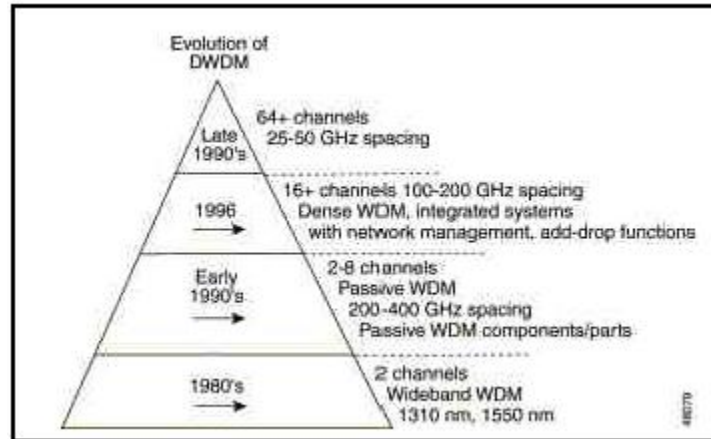 Evolution of
DWDM
Late
1990's
64+ channels
25-50 GHz spacing
1996
16+ channels 100-200 GHz spacing
Dense WDM, integrated systems
with network management, add-drop functions
Early
1990's
2-8 channels
Passive WDM
200-400 GHz spacing
Passive WDM components/parts
1980's
2 channels
Wideband WDM
1310 nm, 1550 nm
48079